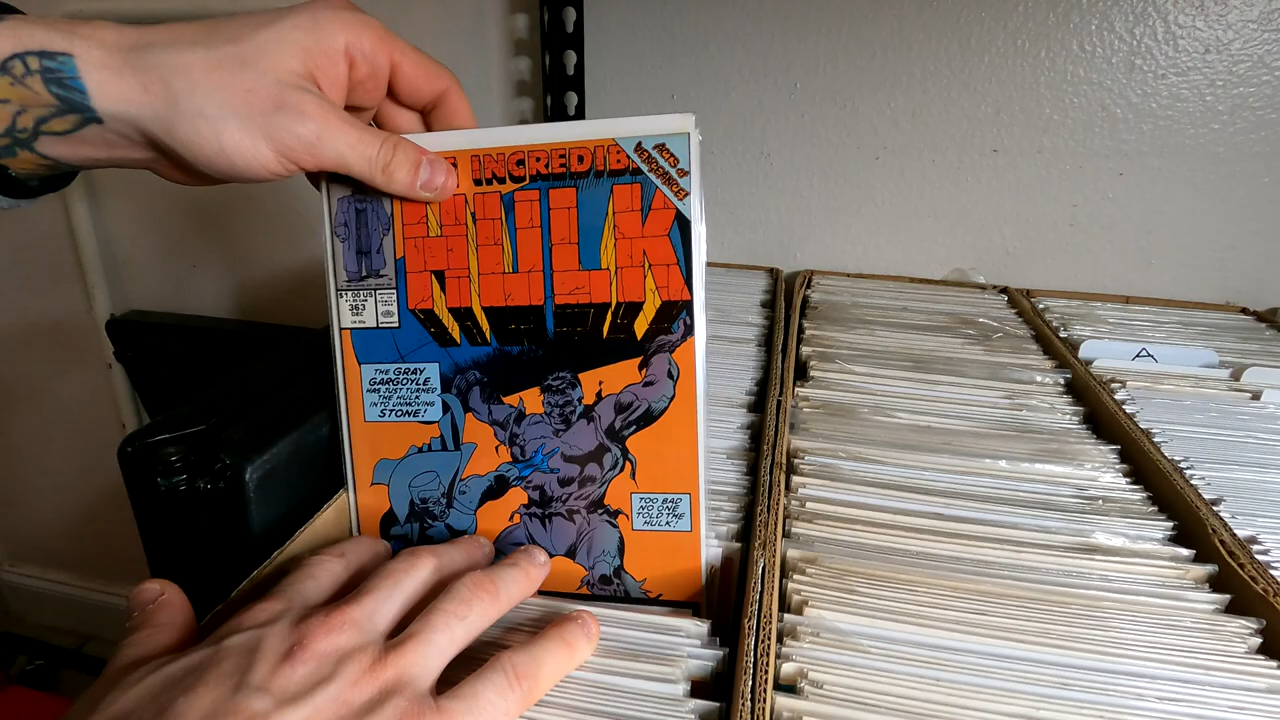 INCREDIB
ACTS of
VENGEANCE!
HULK
$1.00 US
363
DEC
THE GRAY
GARGOYLE
HAS JUST TURNED
THE HULK
INTO UNMOVING
STONE!
TOO BAD
NO ONE
TOLD THE
HULK!
A